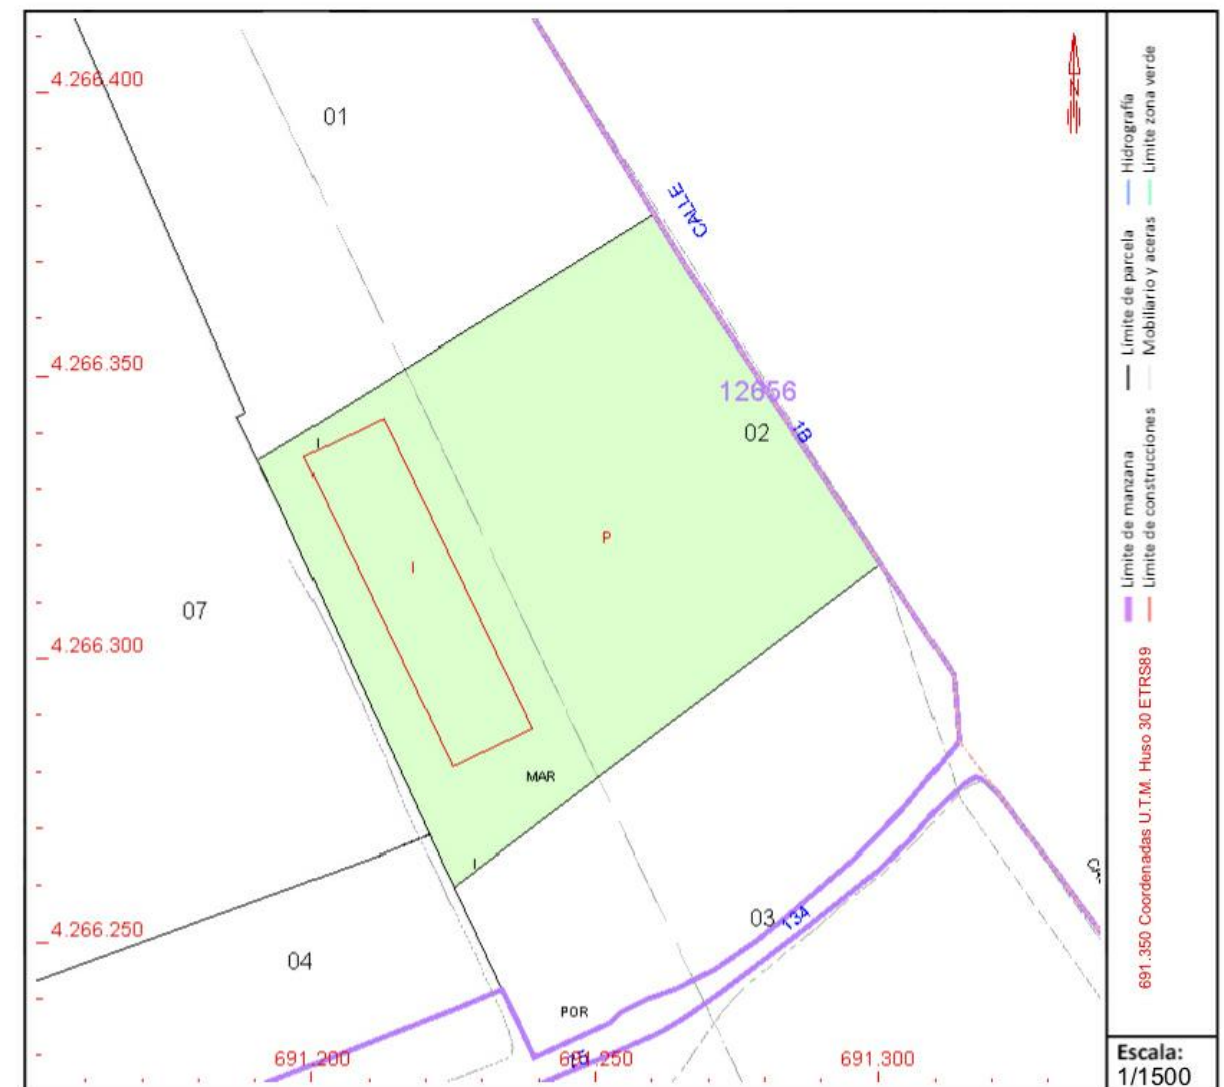 4.266.400
01
CALLE
4.266.350
12656
02
1B
I
P
I
4.266.300
07
MAR
I
4.266.250
04
03
134
POR
691.200
691.250
691.300
N
Hidrografía
Límite zona verde
Límite de parcela
Mobiliario y aceras
Límite de manzana
Límite de construcciones
691.350 Coordenadas U.T.M. Huso 30 ETRS89
Escala:
1/1500